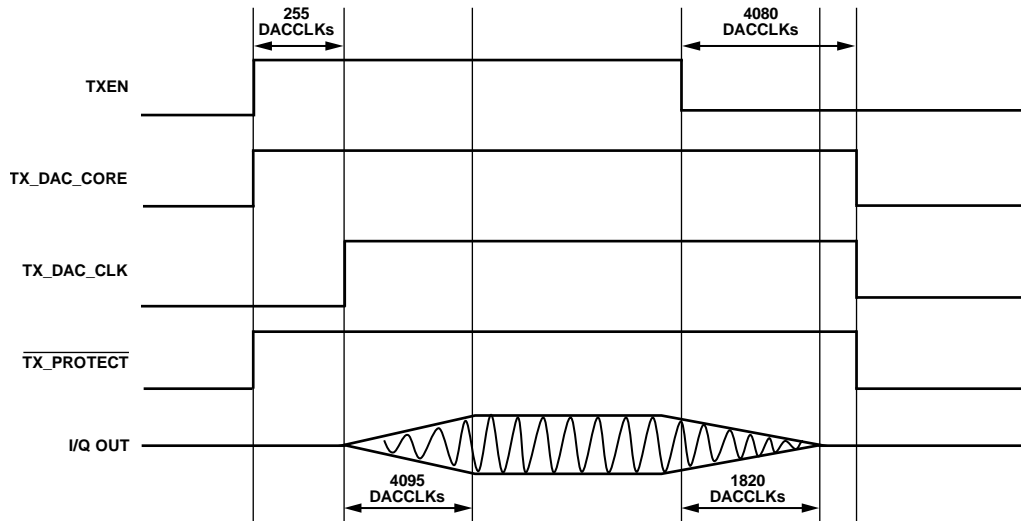 255
DACCLKs
4080
DACCLKs
TXEN
TX_DAC_CORE
TX_DAC_CLK
TX_PROTECT
I/Q OUT
4095
DACCLKs
1820
DACCLKs